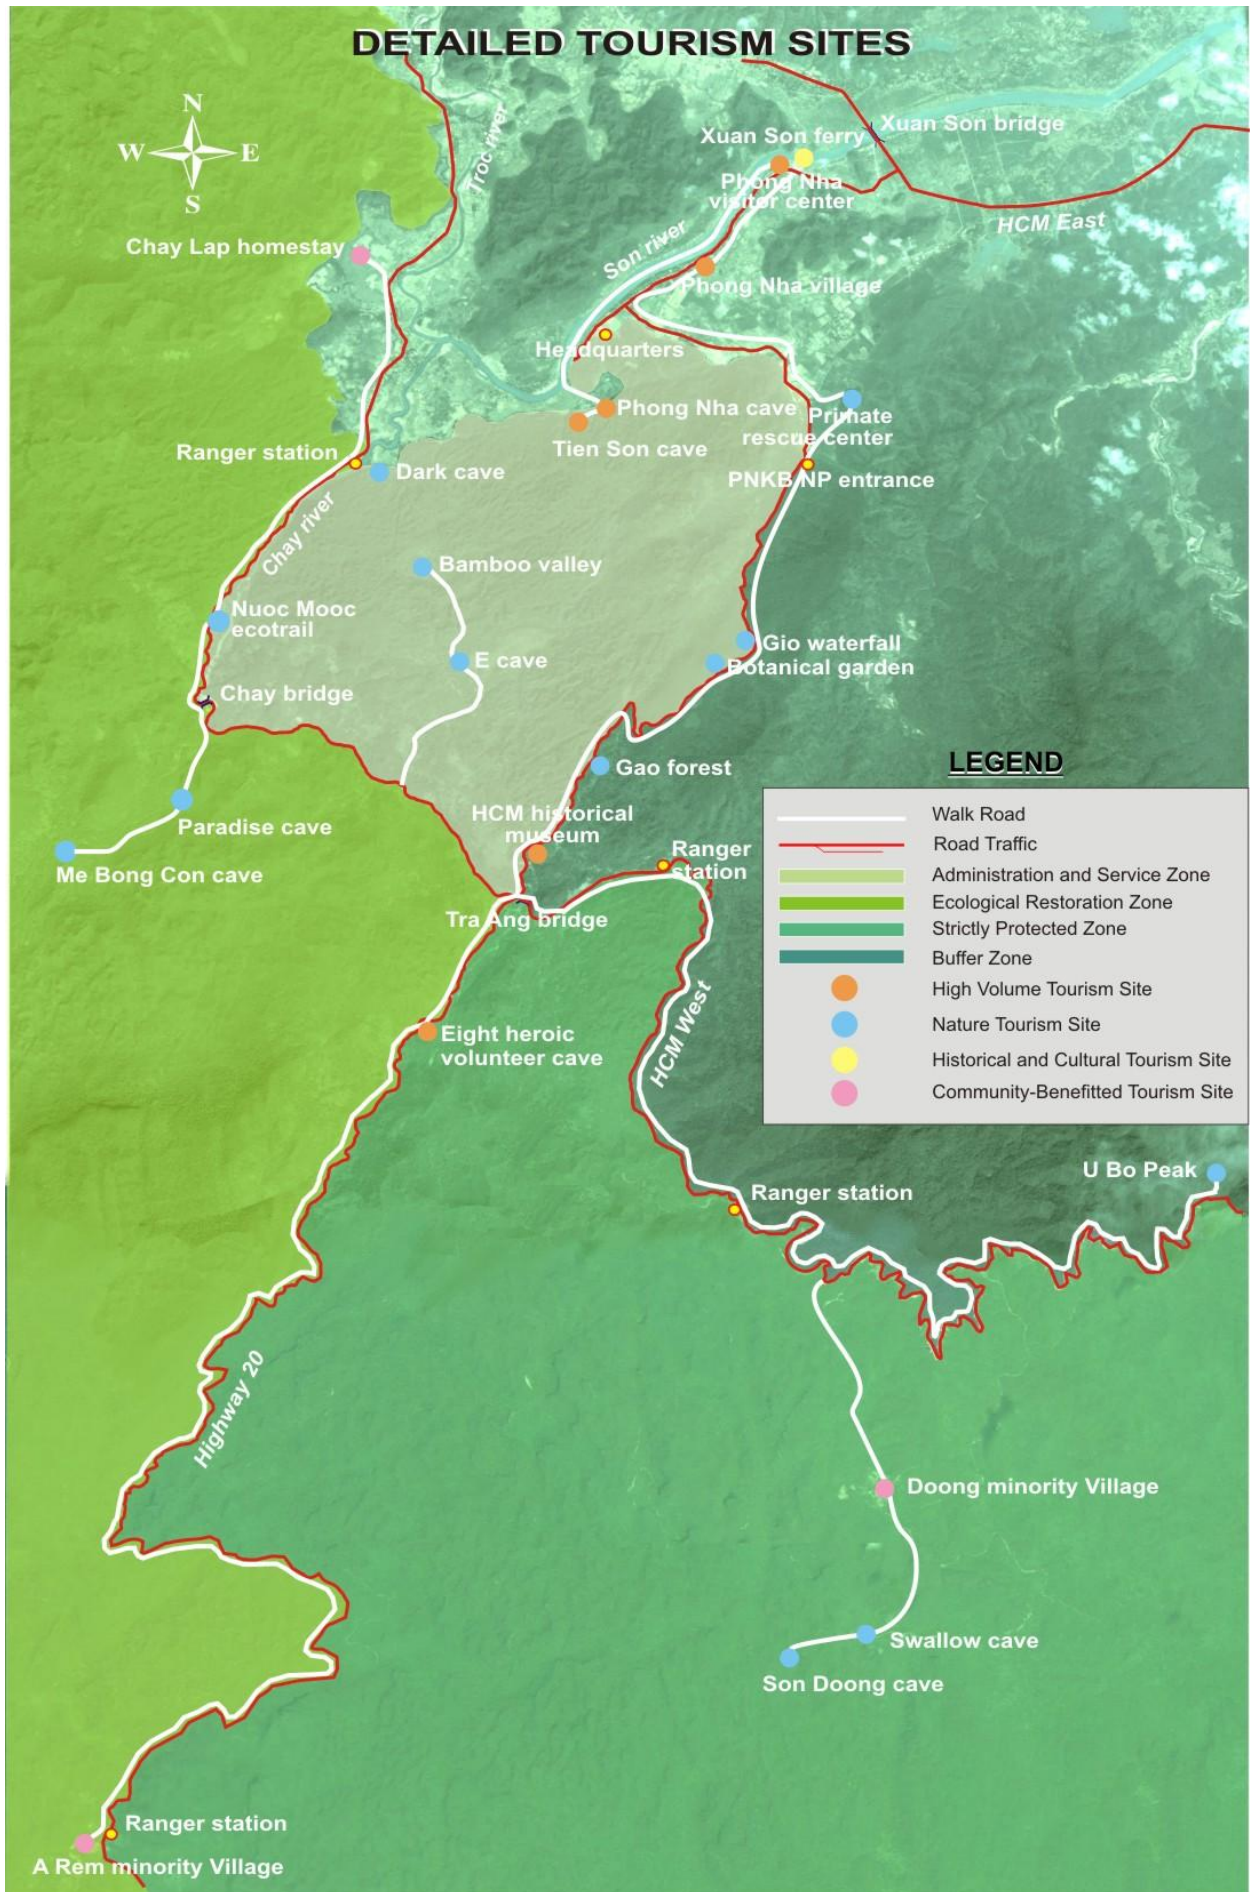 DETAILED TOURISM SITES
N
W
E
S
Troc river
Xuan Son ferry
Xuan Son bridge
Phong Nha
visitor center
HCM East
Son river
Chay Lap homestay
Phong Nha village
Headquarters
Phong Nha cave
Primate
rescue center
Tien Son cave
Ranger station
Dark cave
PNKB NP entrance
Chay river
Bamboo valley
Nuoc Mooc
ecotrail
E cave
Gio waterfall
Botanical garden
Chay bridge
Gao forest
HCM historical
museum
Paradise cave
Me Bong Con cave
Ranger
station
Tra Ang bridge
HCM West
Eight heroic
volunteer cave
LEGEND
Walk Road
Road Traffic
Administration and Service Zone
Ecological Restoration Zone
Strictly Protected Zone
Buffer Zone
High Volume Tourism Site
Nature Tourism Site
Historical and Cultural Tourism Site
Community-Benefitted Tourism Site
U Bo Peak
Ranger station
Highway 20
Doong minority Village
Swallow cave
Son Doong cave
Ranger station
A Rem minority Village